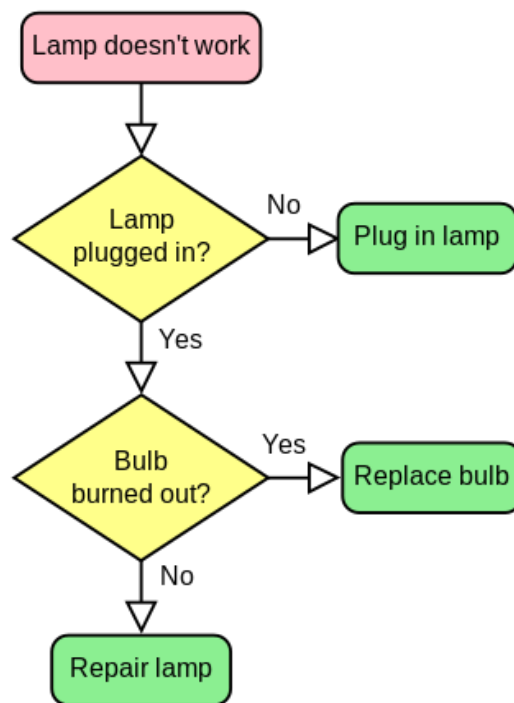 Lamp doesn't work
Lamp
plugged in?
No
Plug in lamp
Yes
Bulb
burned out?
Yes
Replace bulb
No
Repair lamp